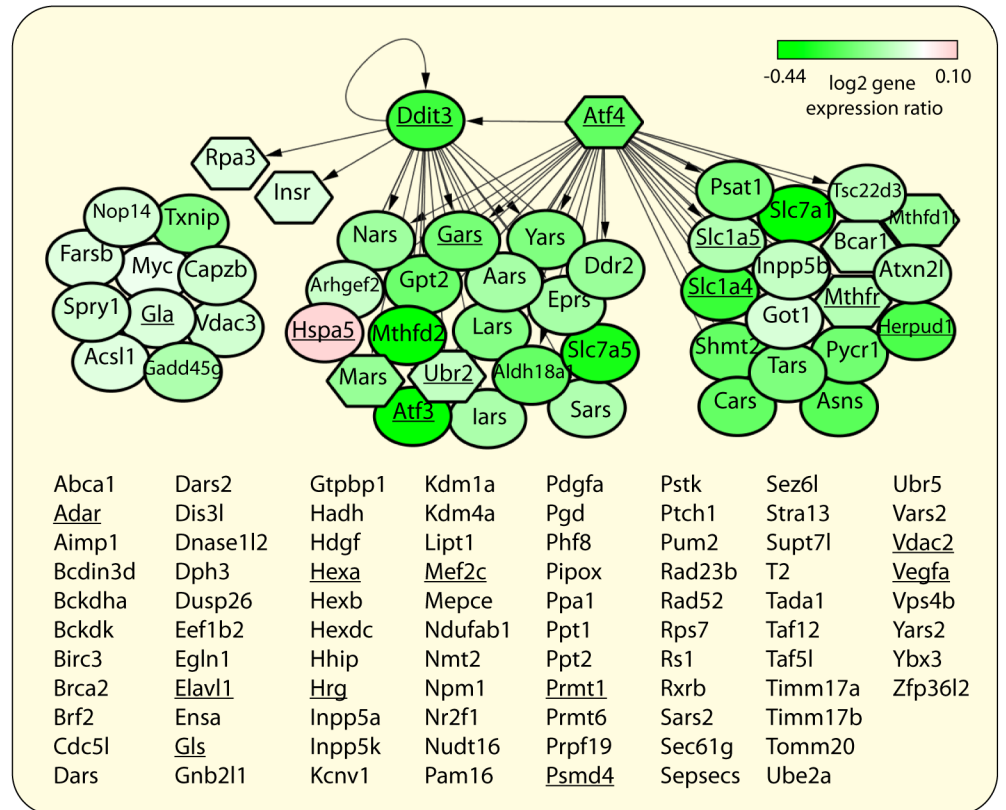 -0.44
0.10
log2 gene
expression ratio
Ddit3
Atf4
Rpa3
Insr
Nop14
Txnip
Farsb
Myc
Capzb
Spry1
Gla
Vdac3
Acsl1
Gadd45g
Nars
Gars
Yars
Arhgef2
Gpt2
Aars
Ddr2
Eprs
Hspa5
Mthfd2
Lars
Slc7a5
Mars
Ubr2
Aldh18a1
Atf3
Iars
Sars
Psat1
Slc7a1
Tsc22d3
Mthfd1l
Slc1a5
Bcar1
Inpp5b
Atxn2l
Slc1a4
Mthfr
Got1
Herpud1
Shmt2
Tars
Pycr1
Cars
Asns
Abca1 Dars2 Gtpbp1 Kdm1a Pdgfa Pstk Sez6l Ubr5
Adar Dis3l Hadh Kdm4a Pgd Ptch1 Stra13 Vars2
Aimp1 Dnase1l2 Hdgf Lipt1 Phf8 Pum2 Supt7l Vdac2
Bcdin3d Dph3 Hexa Mef2c Pipox Rad23b T2 Vegfa
Bckdha Dusp26 Hexb Mepce Ppa1 Rad52 Tada1 Vps4b
Bckdk Eef1b2 Hexdc Ndufab1 Ppt1 Rps7 Taf12 Yars2
Birc3 Egln1 Hhip Nmt2 Ppt2 Rs1 Taf5l Ybx3
Brca2 Elavl1 Hrg Npm1 Prmt1 Rxrb Timm17a Zfp36l2
Brf2 Ensa Inpp5a Nr2f1 Prmt6 Sars2 Timm17b
Cdc5l Gls Inpp5k Nudt16 Prpf19 Sec61g Tomm20
Dars Gnb2l1 Kcnv1 Pam16 Psmd4 Sepsecs Ube2a